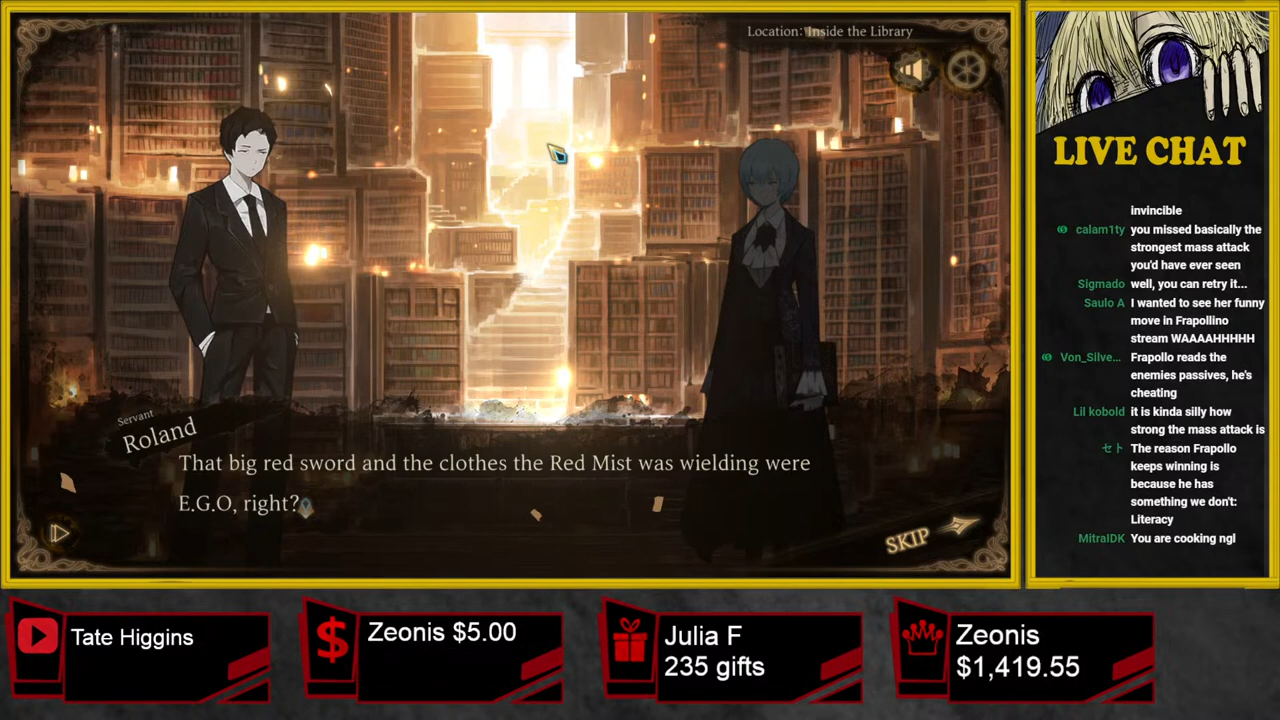 Location: Inside the Library
Servant
Roland
That big red sword and the clothes the Red Mist was wielding were
E.G.O, right?
SKIP
LIVE CHAT
invincible
calam1ty you missed basically the
strongest mass attack
you'd have ever seen
Sigmado well, you can retry it...
Saulo A I wanted to see her funny
move in Frapollino
stream WAAAAHHHHH
Von_Silve... Frapollo reads the
enemies passives, he's
cheating
Lil kobold it is kinda silly how
strong the mass attack is
セト The reason Frapollo
keeps winning is
because he has
something we don't:
Literacy
MitraIDK You are cooking ngl
Tate Higgins
$
Zeonis $5.00
Julia F
235 gifts
Zeonis
$1,419.55